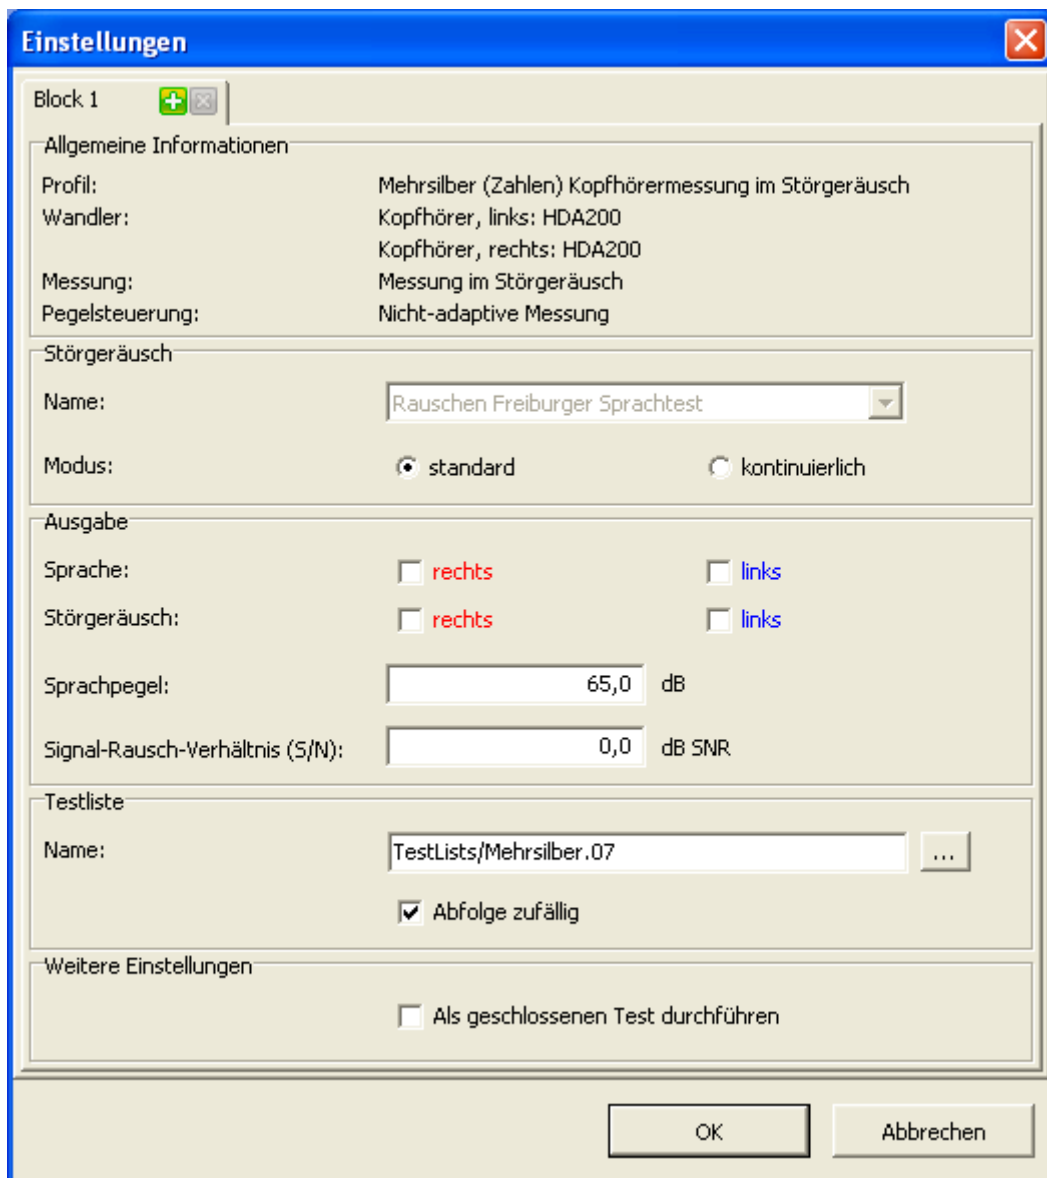 Einstellungen
Block 1
Allgemeine Informationen
Profil: Mehrsilber (Zahlen) Kopfhörermessung im Störgeräusch
Wandler: Kopfhörer, links: HDA200
Kopfhörer, rechts: HDA200
Messung: Messung im Störgeräusch
Pegelsteuerung: Nicht-adaptive Messung
Störgeräusch
Name: Rauschen Freiburger Sprachtest
Modus: standard kontinuierlich
Ausgabe
Sprache: rechts links
Störgeräusch: rechts links
Sprachpegel: 65,0 dB
Signal-Rausch-Verhältnis (S/N): 0,0 dB SNR
Testliste
Name: TestLists/Mehrsilber.07 ...
Abfolge zufällig
Weitere Einstellungen
Als geschlossenen Test durchführen
OK Abbrechen